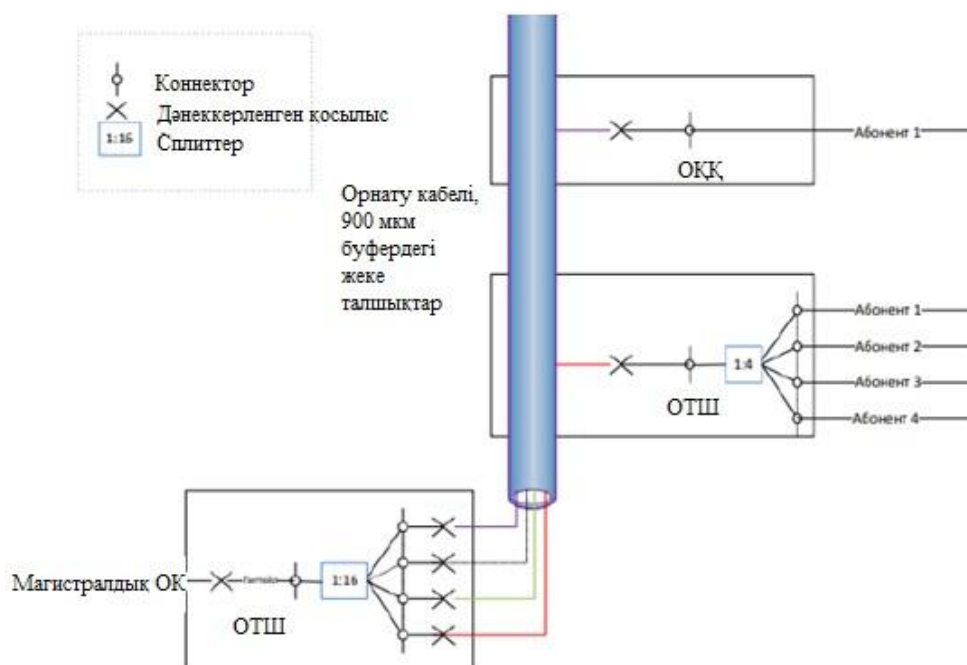 Коннектор
Дәнеккерленген қосылыс
1:16
Сплиттер
Орнату кабелі,
900 мкм
буфердегі
жеке
талшықтар
Абонент 1
ОҚҚ
Абонент 1
Абонент 2
1:4
Абонент 3
ОТШ
Абонент 4
Магистралдық ОК
1:16
ОТШ